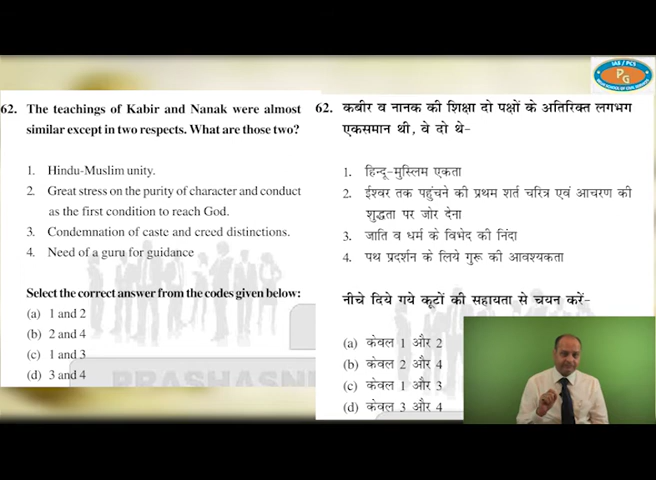 IAS / PCS
PG
62. The teachings of Kabir and Nanak were almost
similar except in two respects. What are those two?
1. Hindu-Muslim unity.
2. Great stress on the purity of character and conduct
as the first condition to reach God.
3. Condemnation of caste and creed distinctions.
4. Need of a guru for guidance
Select the correct answer from the codes given below:
(a) 1 and 2
(b) 2 and 4
(c) 1 and 3
(d) 3 and 4
62. कबीर व नानक की शिक्षा दो पक्षों के अतिरिक्त लगभग
एकसमान थी, वे दो थे-
1. हिन्दू-मुस्लिम एकता
2. ईश्वर तक पहुंचने की प्रथम शर्त चरित्र एवं आचरण की
शुद्धता पर जोर देना
3. जाति व धर्म के विभेद की निंदा
4. पथ प्रदर्शन के लिये गुरू की आवश्यकता
नीचे दिये गये कूटों की सहायता से चयन करें-
(a) केवल 1 और 2
(b) केवल 2 और 4
(c) केवल 1 और 3
(d) केवल 3 और 4